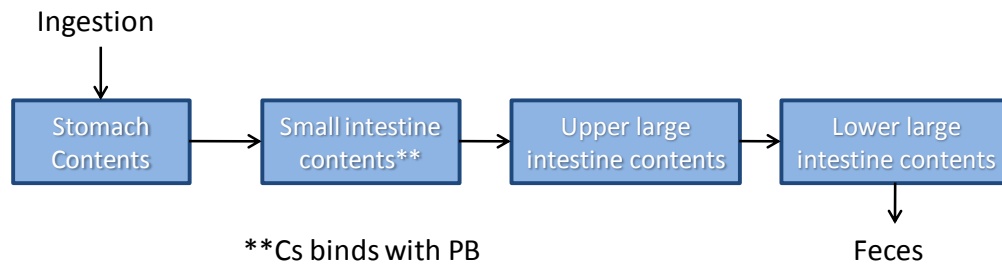 Ingestion
Stomach
Contents
Small intestine
contents**
Upper large
intestine contents
Lower large
intestine contents
**Cs binds with PB
Feces